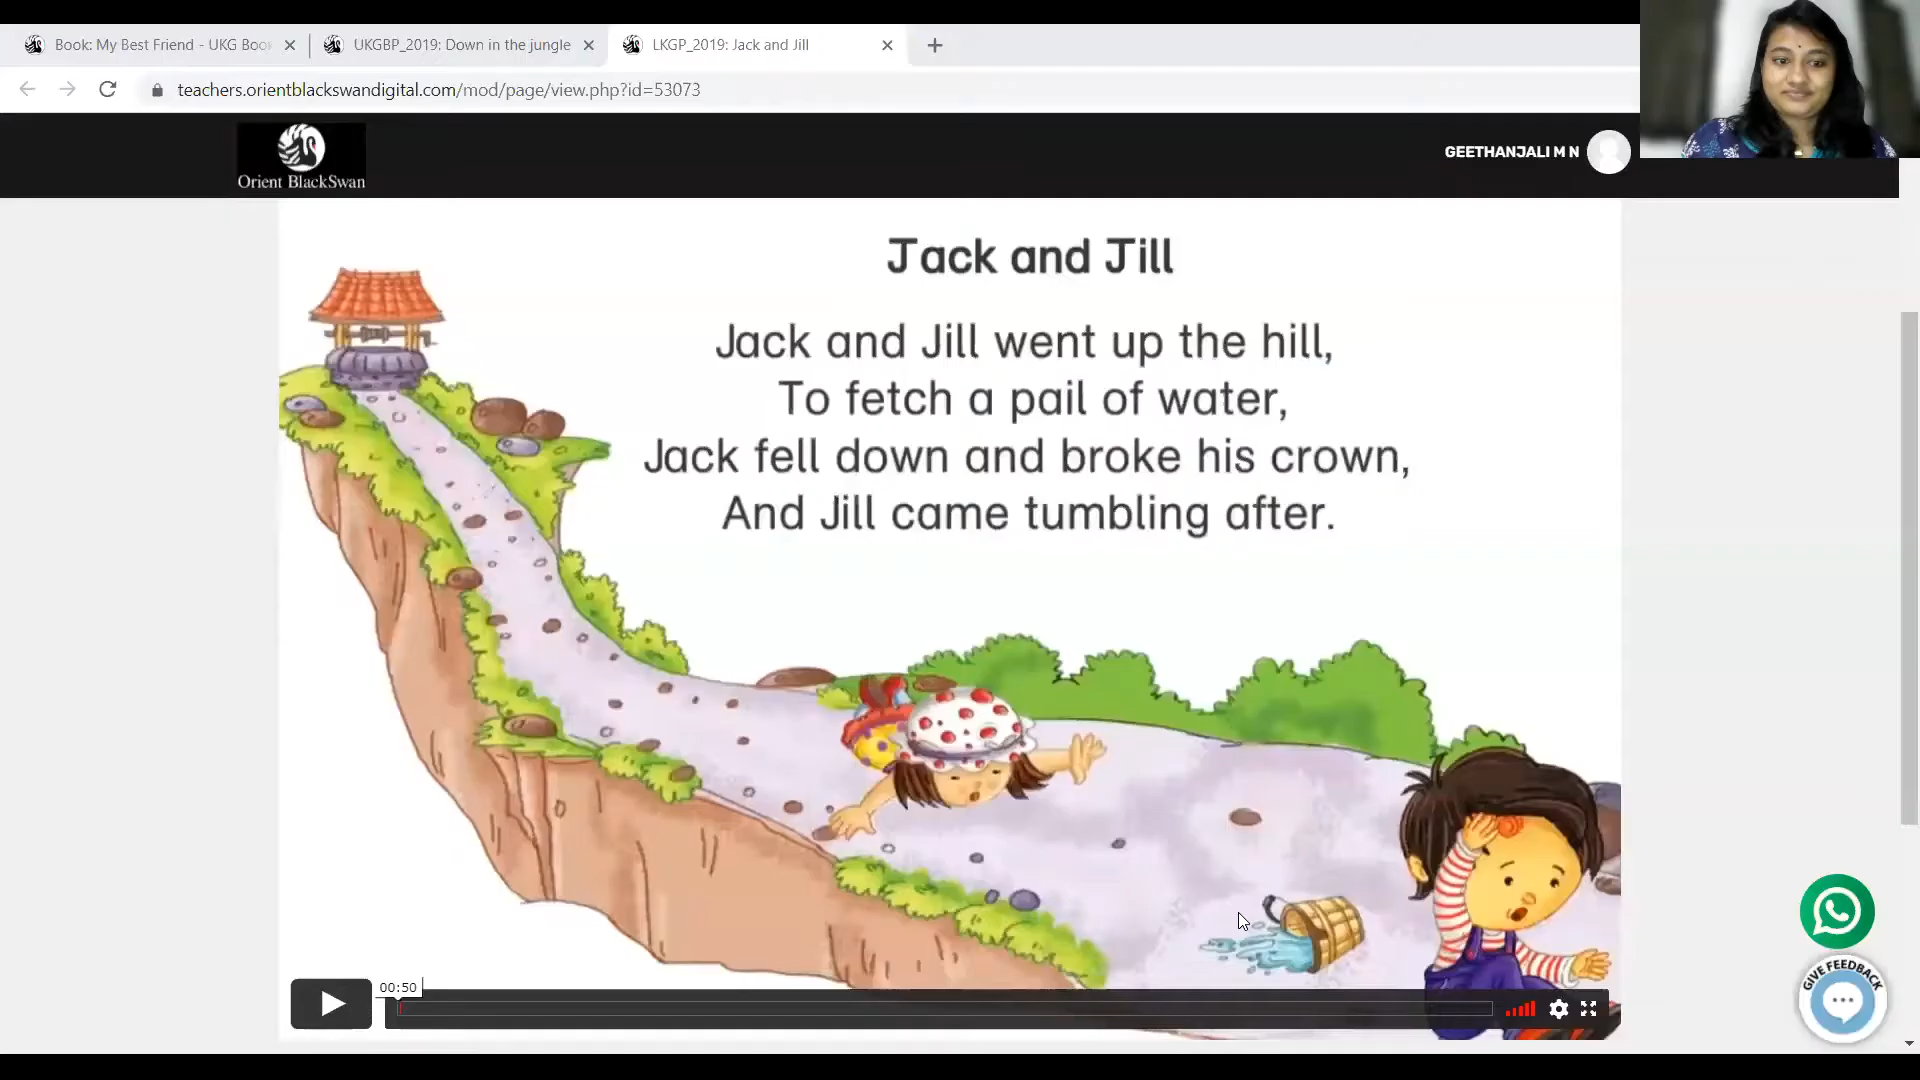 Book: My Best Friend - UKG Boo
UKGBP_2019: Down in the jungle
LKGP_2019: Jack and Jill
teachers.orientblackswandigital.com/mod/page/view.php?id=53073
Orient BlackSwan
GEETHANJALI M N
Jack and Jill
Jack and Jill went up the hill,
To fetch a pail of water,
Jack fell down and broke his crown,
And Jill came tumbling after.
00:50
GIVE FEEDBACK